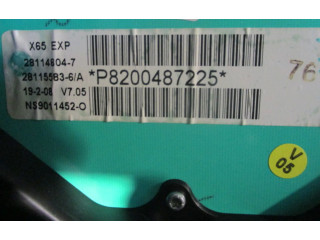 X65 EXP
28114804-7
28115583-6/A
*P8200487225*
19-2-08 V7.05
NS9011452-O
76
V
05